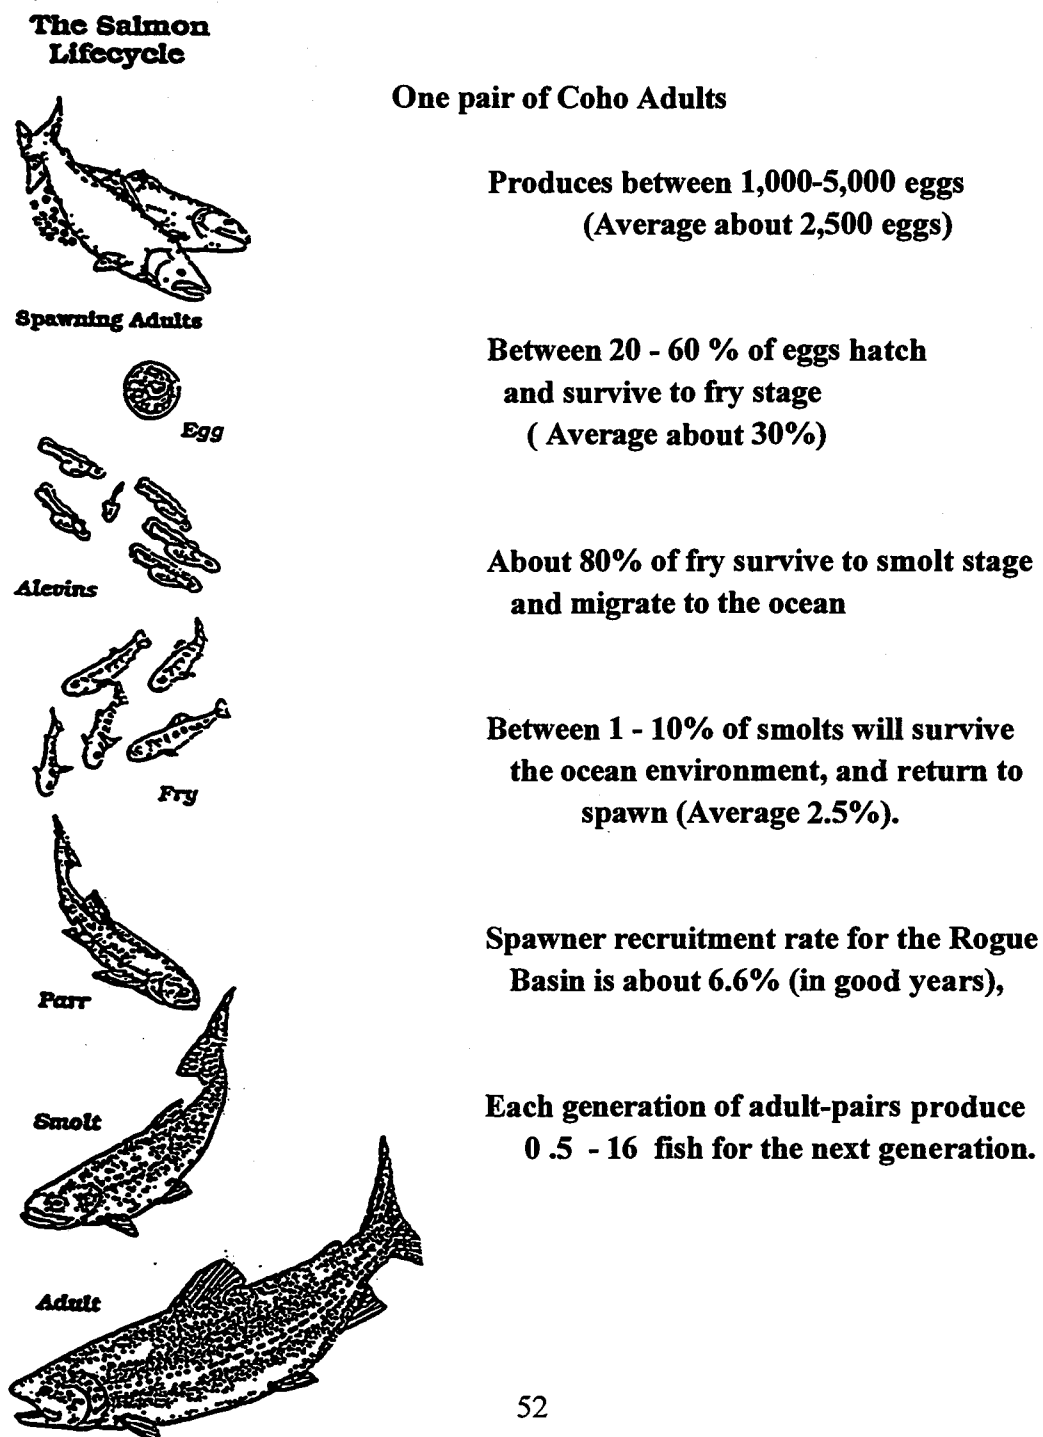 The Salmon
Lifecycle
One pair of Coho Adults
Produces between 1,000-5,000 eggs
(Average about 2,500 eggs)
Spawning Adults
Between 20 - 60 % of eggs hatch
and survive to fry stage
( Average about 30%)
Egg
About 80% of fry survive to smolt stage
and migrate to the ocean
Alevins
Between 1 - 10% of smolts will survive
the ocean environment, and return to
spawn (Average 2.5%).
Fry
Spawner recruitment rate for the Rogue
Basin is about 6.6% (in good years),
Parr
Each generation of adult-pairs produce
0 .5 - 16 fish for the next generation.
Smolt
Adult
52